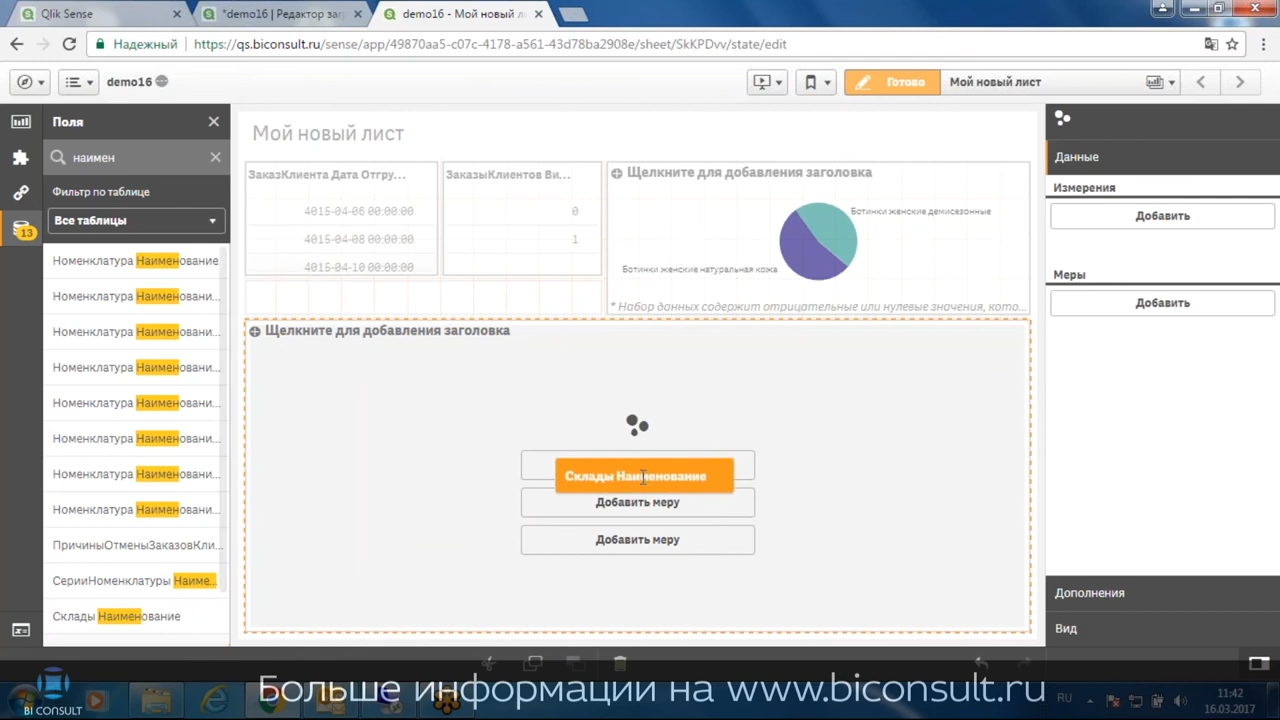 Qlik Sense
*demo16 | Редактор заг
demo16 - Мой новый л
Надежный
https://qs.biconsult.ru/sense/app/49870aa5-c07c-4178-a561-43d78ba2908e/sheet/SkKPDvv/state/edit
demo16
Готово
Мой новый лист
Поля
наимен
Фильтр по таблице
Все таблицы
13
Номенклатура Наименование
Номенклатура Наименовани...
Номенклатура Наименовани...
Номенклатура Наименовани...
Номенклатура Наименовани...
Номенклатура Наименовани...
Номенклатура Наименовани...
Номенклатура Наименовани...
ПричиныОтменыЗаказовКли...
СерииНоменклатуры Наиме...
Склады Наименование
Мой новый лист
ЗаказКлиента Дата Отгру...
4015-04-06 00:00:00
4015-04-08 00:00:00
4015-04-10 00:00:00
ЗаказыКлиентов Ви...
0
1
Щелкните для добавления заголовка
Ботинки женские демисезонные
Ботинки женские натуральная кожа
* Набор данных содержит отрицательные или нулевые значения, кото...
Щелкните для добавления заголовка
Склады Наименование
Добавить меру
Добавить меру
Данные
Измерения
Добавить
Меры
Добавить
Дополнения
Вид
Больше информации на www.biconsult.ru
BI CONSULT
RU
11:42
16.03.2017